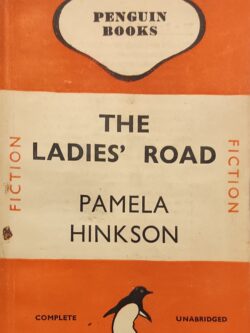 PENGUIN
BOOKS
THE
LADIES' ROAD
FICTION
FICTION
PAMELA
HINKSON
COMPLETE
UNABRIDGED